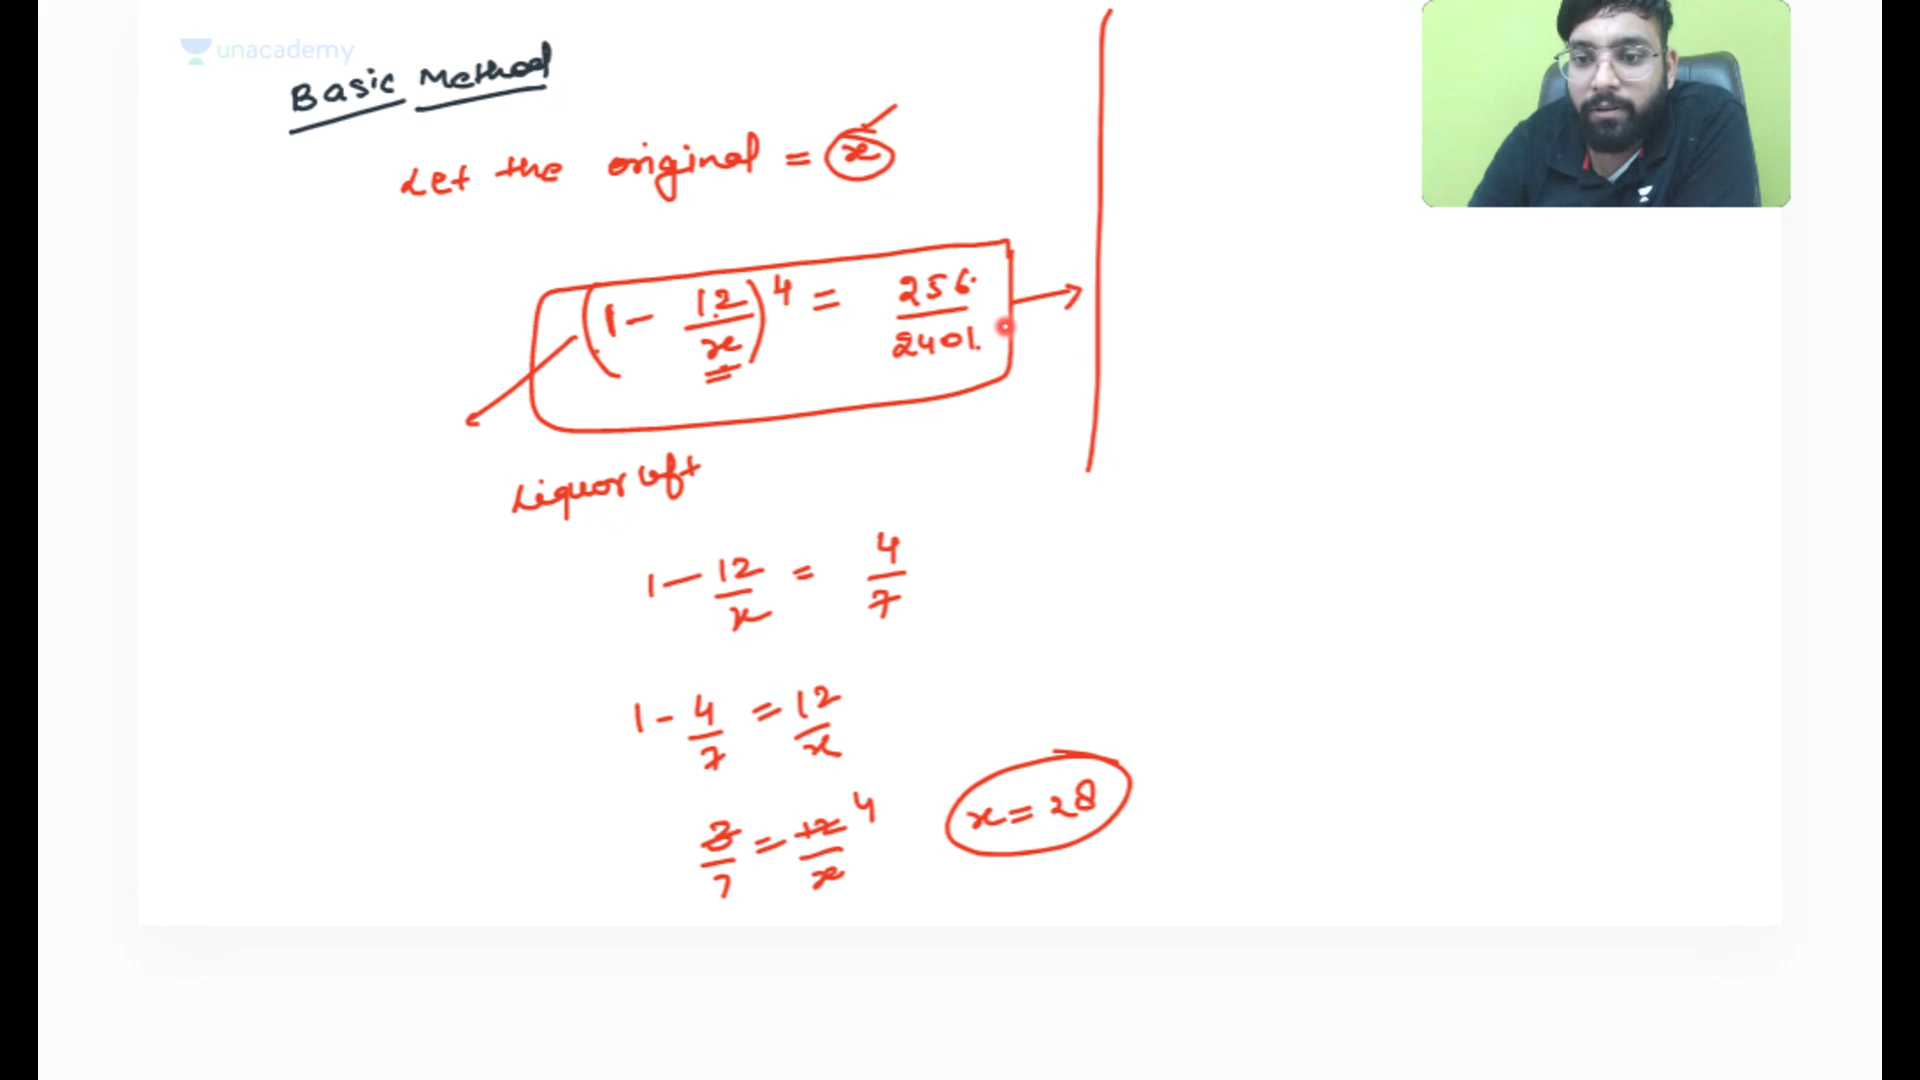 unacademy
Basic Method
Let the original = x
(1 - 12/x)^4 = 256/2401
Liquor left
1 - 12/x = 4/7
1 - 4/7 = 12/x
3/7 = 12/x 4
x = 28